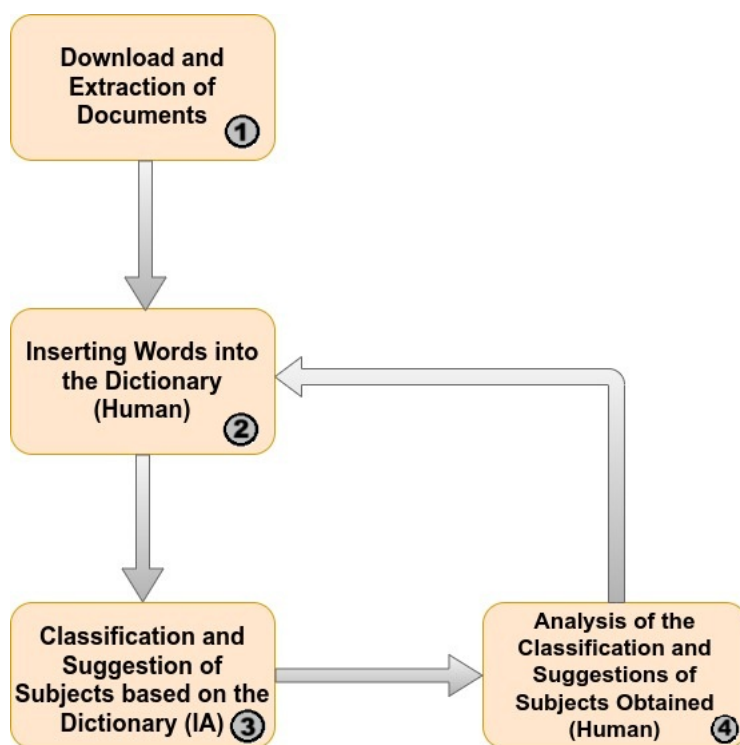 Download and
Extraction of
Documents
1
Inserting Words into
the Dictionary
(Human)
2
Classification and
Suggestion of
Subjects based on the
Dictionary (IA)
3
Analysis of the
Classification and
Suggestions of
Subjects Obtained
(Human)
4